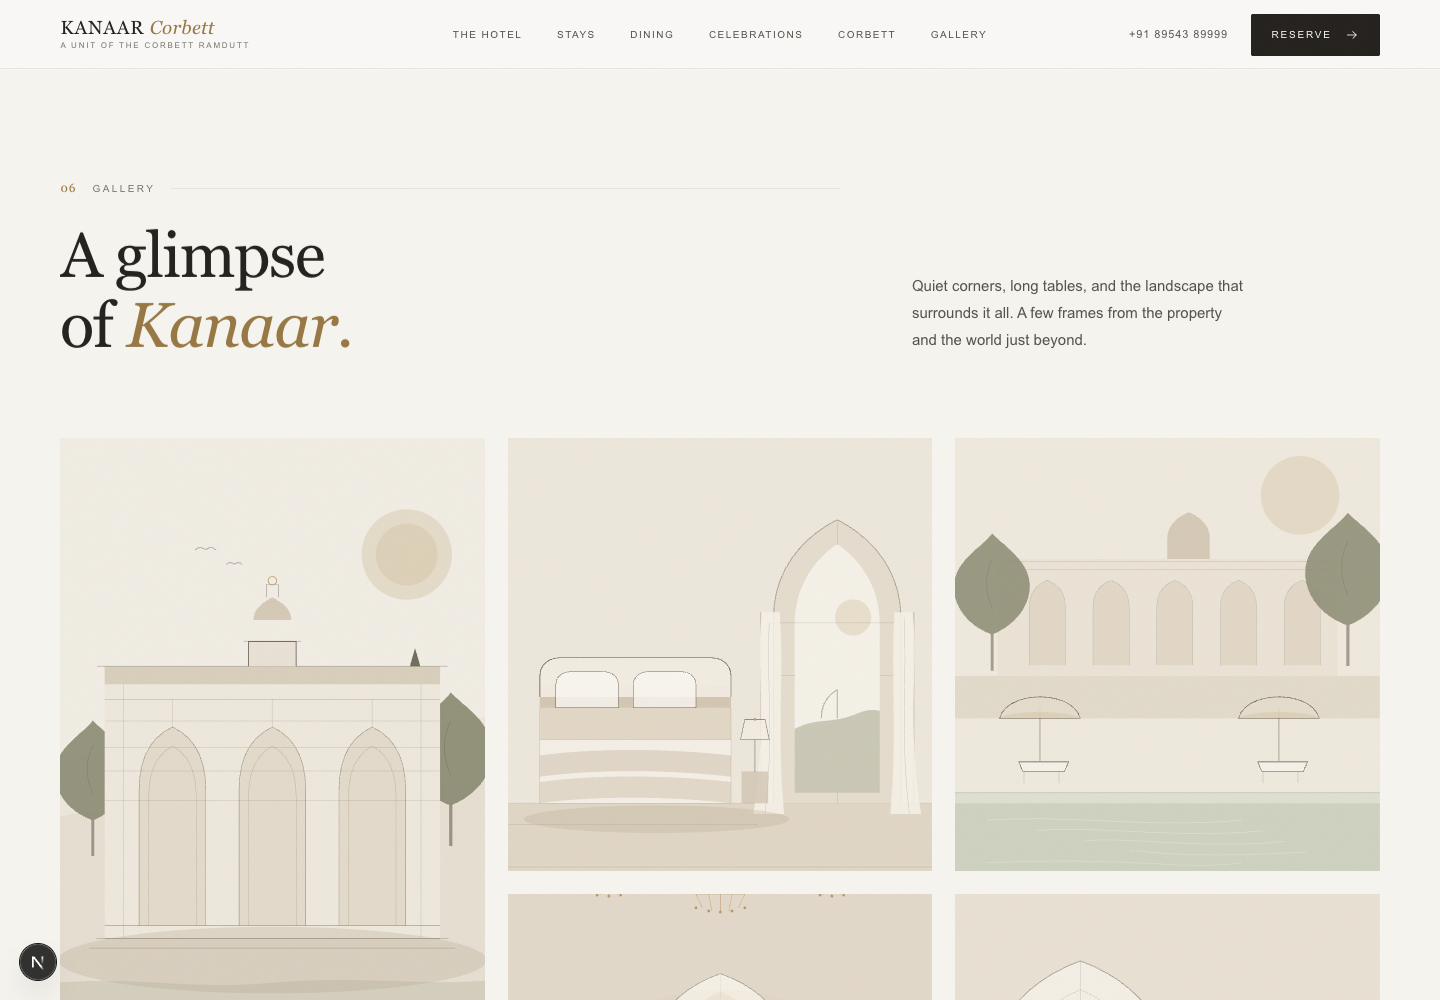 KANAAR Corbett
A UNIT OF THE CORBETT RAMDUTT
THE HOTEL
STAYS
DINING
CELEBRATIONS
CORBETT
GALLERY
+91 89543 89999
RESERVE →
06 GALLERY
A glimpse
of Kanaar.
Quiet corners, long tables, and the landscape that
surrounds it all. A few frames from the property
and the world just beyond.
N